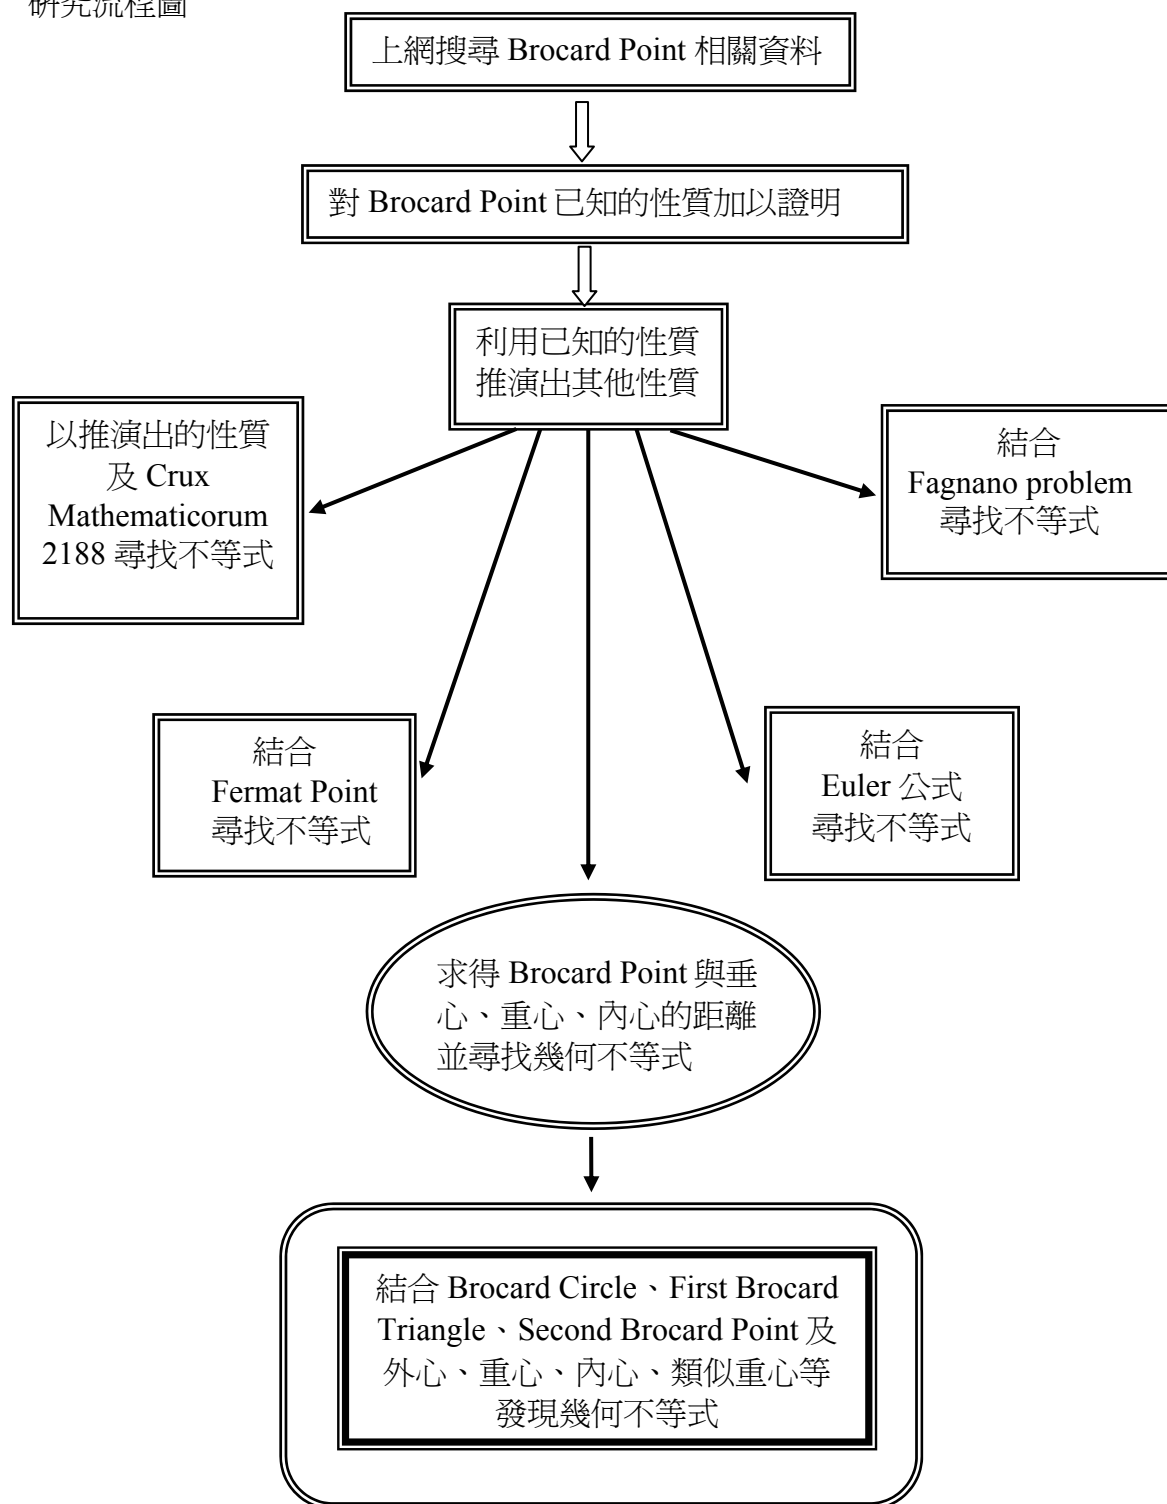 研究流程圖
上網搜尋 Brocard Point 相關資料
對 Brocard Point 已知的性質加以證明
利用已知的性質
推演出其他性質
以推演出的性質
及 Crux
Mathematicorum
2188 尋找不等式
結合
Fagnano problem
尋找不等式
結合
Fermat Point
尋找不等式
結合
Euler 公式
尋找不等式
求得 Brocard Point 與垂
心、重心、內心的距離
並尋找幾何不等式
結合 Brocard Circle、First Brocard
Triangle、Second Brocard Point 及
外心、重心、內心、類似重心等
發現幾何不等式